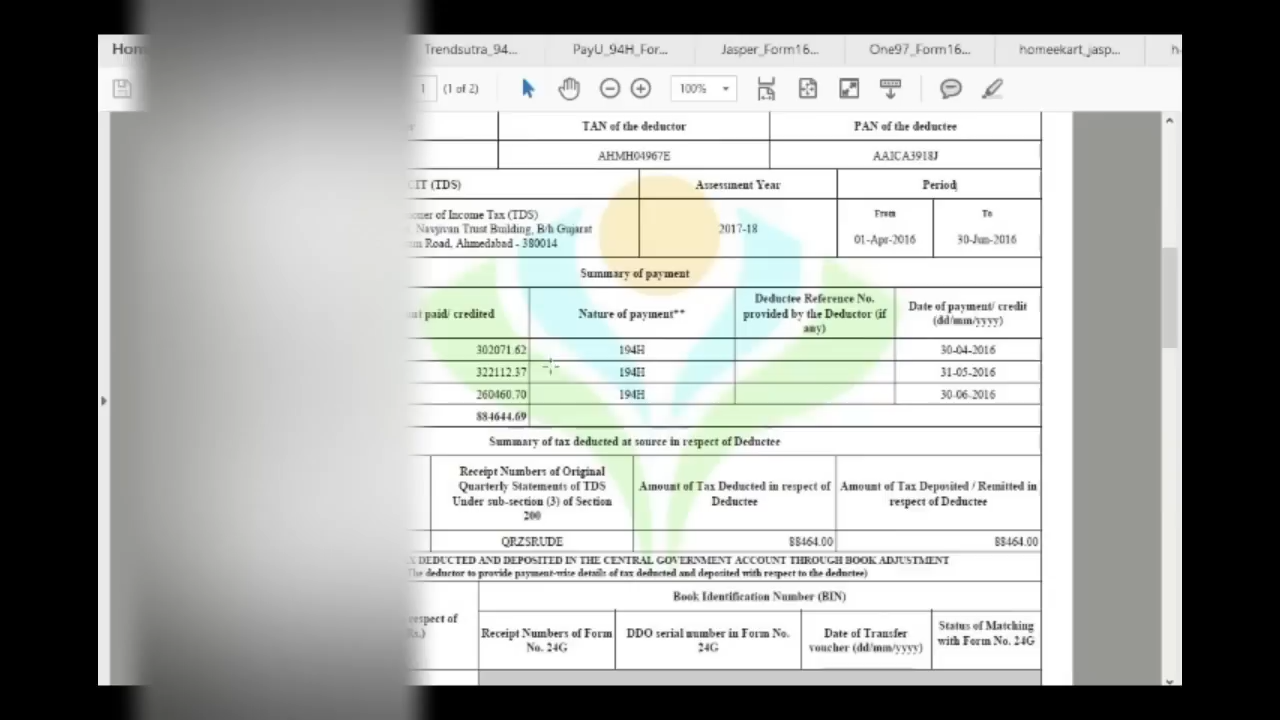 Hom
Trendsutra_94... PayU_94H_For... Jasper_Form16... One97_Form16... homeekart_jasp... h
1 (1 of 2) 100%
TAN of the deductor PAN of the deductee
AHMH04967E AAICA3918J
CIT (TDS) Assessment Year Period
ner of Income Tax (TDS)
Navjivan Trust Building, B/h Gujarat
m Road, Ahmedabad - 380014
2017-18
From To
01-Apr-2016 30-Jun-2016
Summary of payment
nt paid/ credited Nature of payment** Deductee Reference No. provided by the Deductor (if any) Date of payment/ credit (dd/mm/yyyy)
302071.62 194H 30-04-2016
322112.37 194H 31-05-2016
260460.70 194H 30-06-2016
884644.69
Summary of tax deducted at source in respect of Deductee
Receipt Numbers of Original Quarterly Statements of TDS Under sub-section (3) of Section 200 Amount of Tax Deducted in respect of Deductee Amount of Tax Deposited / Remitted in respect of Deductee
QRZSRUDE 88464.00 88464.00
X DEDUCTED AND DEPOSITED IN THE CENTRAL GOVERNMENT ACCOUNT THROUGH BOOK ADJUSTMENT
he deductor to provide payment-wise details of tax deducted and deposited with respect to the deductee)
Book Identification Number (BIN)
respect of
Rs.)
Receipt Numbers of Form No. 24G DDO serial number in Form No. 24G Date of Transfer voucher (dd/mm/yyyy) Status of Matching with Form No. 24G